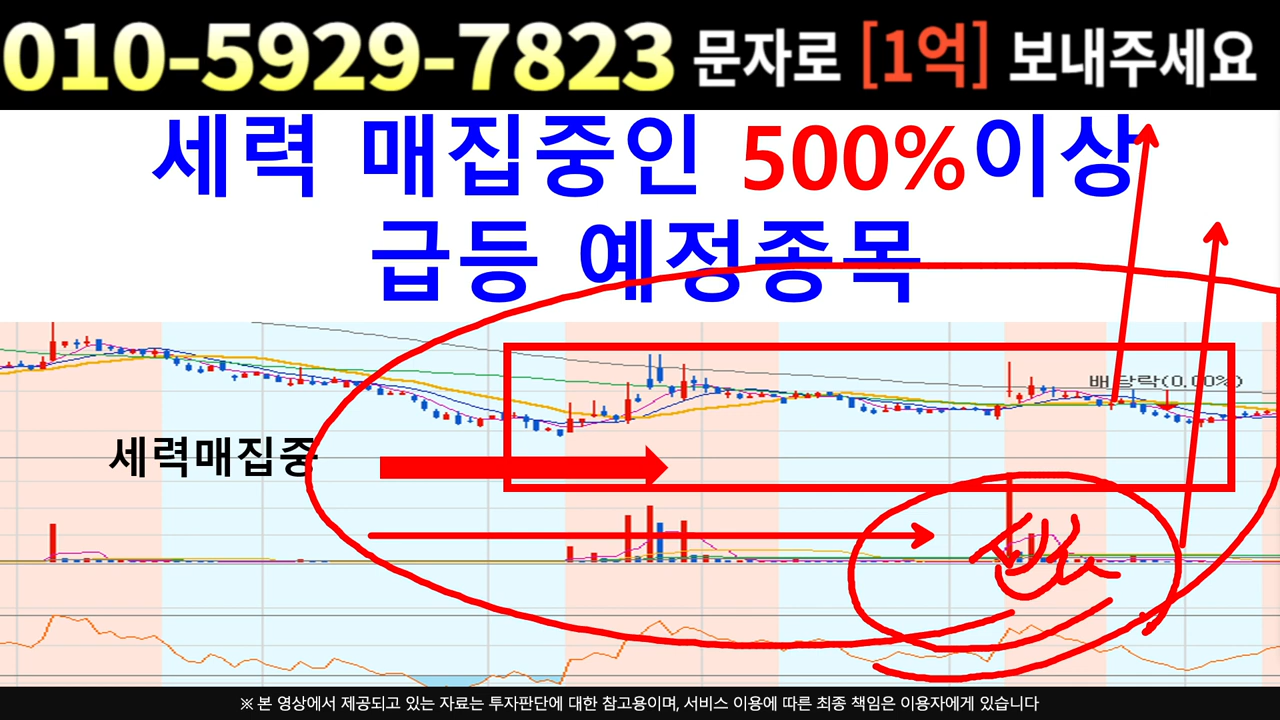 010-5929-7823 문자로 [1억] 보내주세요
세력 매집중인 500%이상
급등 예정종목
배당락(0.00%)
세력매집중
※ 본 영상에서 제공되고 있는 자료는 투자판단에 대한 참고용이며, 서비스 이용에 따른 최종 책임은 이용자에게 있습니다